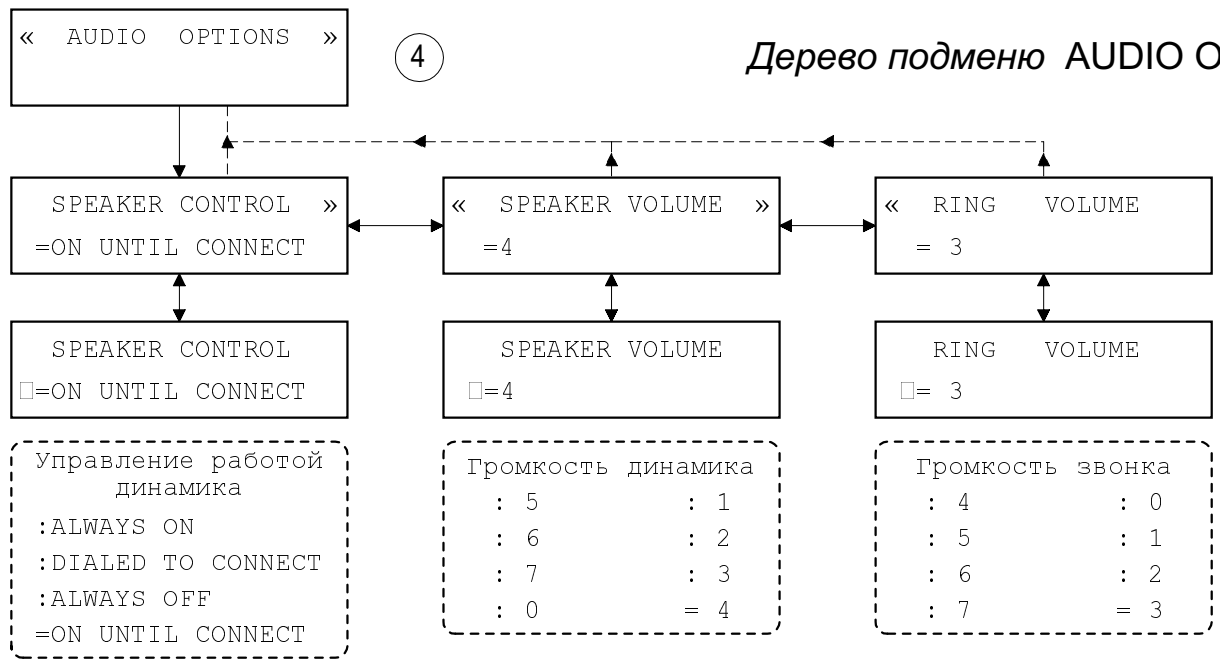 « AUDIO OPTIONS »
4
Дерево подменю AUDIO O
SPEAKER CONTROL »
=ON UNTIL CONNECT
« SPEAKER VOLUME »
=4
« RING VOLUME
= 3
SPEAKER CONTROL
=ON UNTIL CONNECT
SPEAKER VOLUME
=4
RING VOLUME
= 3
Управление работой
динамика
:ALWAYS ON
:DIALED TO CONNECT
:ALWAYS OFF
=ON UNTIL CONNECT
Громкость динамика
: 5 : 1
: 6 : 2
: 7 : 3
: 0 = 4
Громкость звонка
: 4 : 0
: 5 : 1
: 6 : 2
: 7 = 3